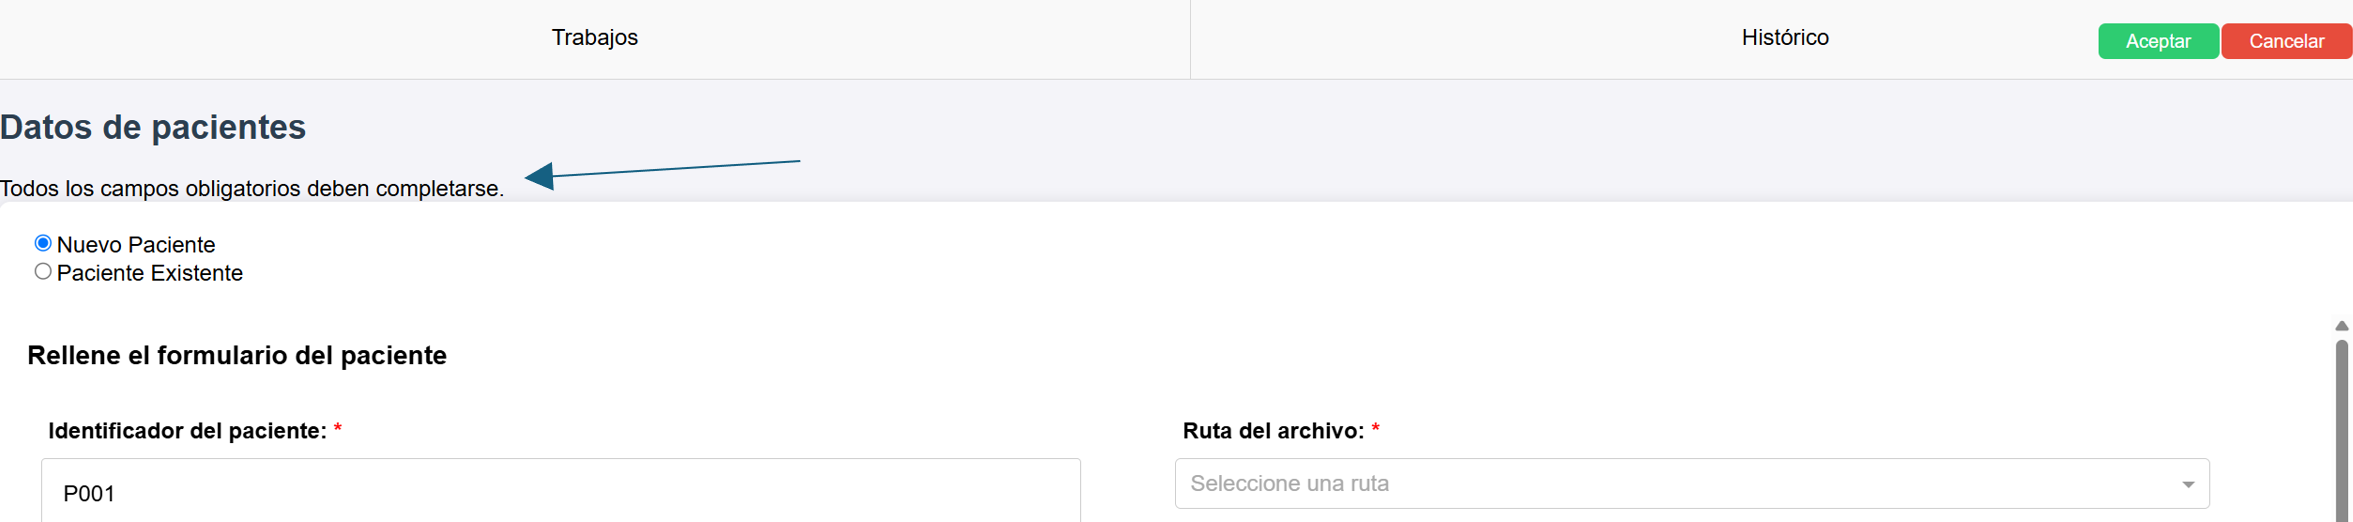 Trabajos
Histórico
Aceptar
Cancelar
Datos de pacientes
Todos los campos obligatorios deben completarse.
Nuevo Paciente
Paciente Existente
Rellene el formulario del paciente
Identificador del paciente: *
Ruta del archivo: *
P001
Seleccione una ruta